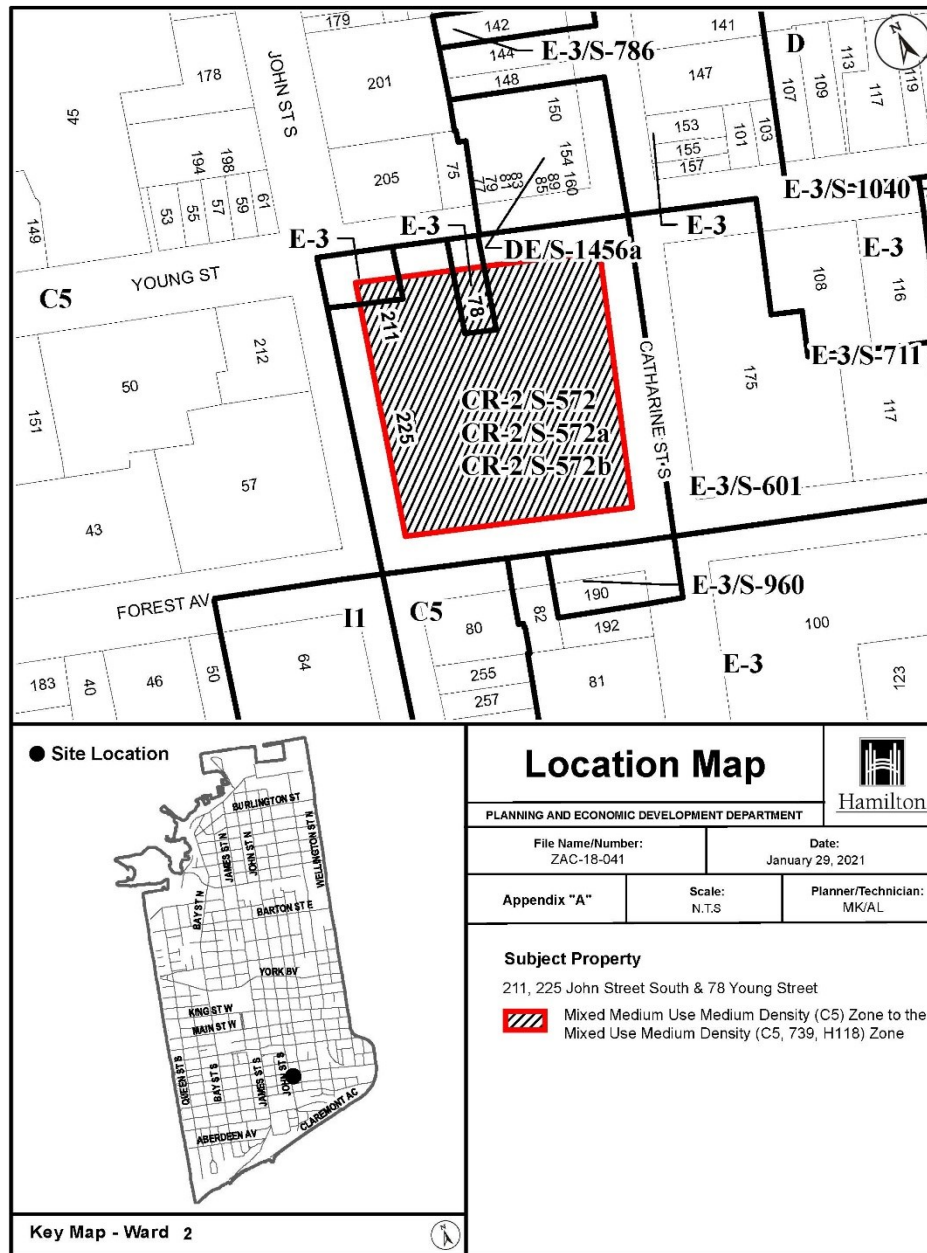 179
142
E-3/S-786
141
D
N
JOHN ST S
178
201
144
148
147
107
109
113
117
119
45
150
153
155
157
101
103
194
198
205
75
77
79
81
83
85
89
154
160
53
55
57
59
61
149
E-3/S-1040
E-3
E-3
DE/S-1456a
E-3
E-3
YOUNG ST
C5
211
78
108
116
212
50
151
225
CATHARINE ST S
175
E-3/S-711
CR-2/S-572
CR-2/S-572a
CR-2/S-572b
117
57
43
E-3/S-601
FOREST AV
I1
C5
80
82
190
E-3/S-960
192
100
183
40
46
50
64
255
257
81
E-3
123
Site Location
BURLINGTON ST
JAMES ST N
JOHN ST N
WELLINGTON ST N
BAY ST N
BARTON ST E
YORK BV
KING ST W
MAIN ST W
QUEEN ST S
BAY ST S
JAMES ST S
JOHN ST S
CLAREMONT AC
ABERDEEN AV
Key Map - Ward 2
N
Location Map
Hamilton
PLANNING AND ECONOMIC DEVELOPMENT DEPARTMENT
File Name/Number:
ZAC-18-041
Date:
January 29, 2021
Appendix "A"
Scale:
N.T.S
Planner/Technician:
MK/AL
Subject Property
211, 225 John Street South & 78 Young Street
Mixed Medium Use Medium Density (C5) Zone to the
Mixed Use Medium Density (C5, 739, H118) Zone